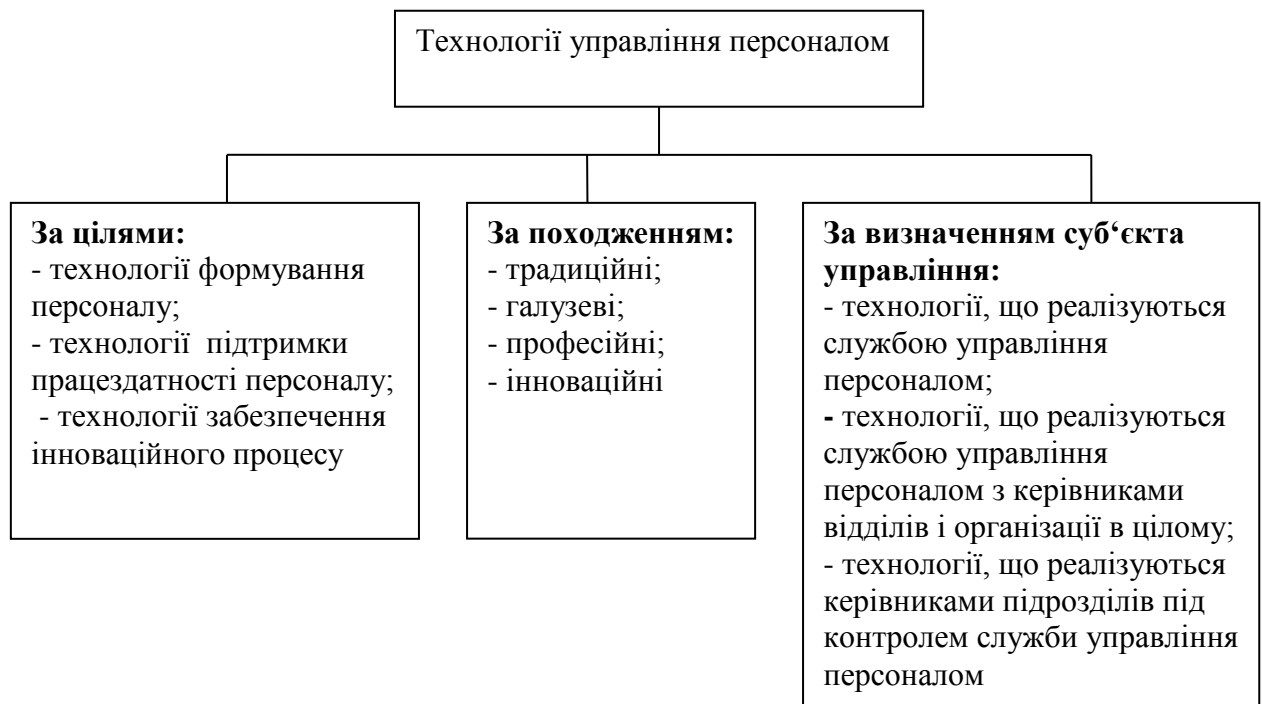 Технології управління персоналом
За цілями:
- технології формування
персоналу;
- технології підтримки
працездатності персоналу;
- технології забезпечення
інноваційного процесу
За походженням:
- традиційні;
- галузеві;
- професійні;
- інноваційні
За визначенням суб‘єкта
управління:
- технології, що реалізуються
службою управління
персоналом;
- технології, що реалізуються
службою управління
персоналом з керівниками
відділів і організації в цілому;
- технології, що реалізуються
керівниками підрозділів під
контролем служби управління
персоналом